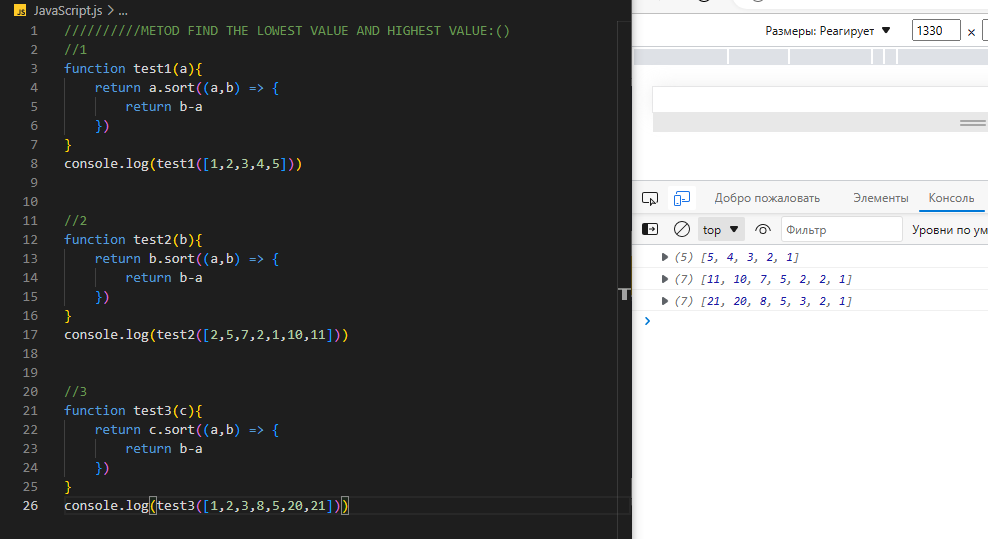 JS JavaScript.js > ...
1 //////////METOD FIND THE LOWEST VALUE AND HIGHEST VALUE:()
2 //1
3 function test1(a){
4 return a.sort((a,b) => {
5 return b-a
6 })
7 }
8 console.log(test1([1,2,3,4,5]))
9
10
11 //2
12 function test2(b){
13 return b.sort((a,b) => {
14 return b-a
15 })
16 }
17 console.log(test2([2,5,7,2,1,10,11]))
18
19
20 //3
21 function test3(c){
22 return c.sort((a,b) => {
23 return b-a
24 })
25 }
26 console.log(test3([1,2,3,8,5,20,21]))
Размеры: Реагирует ▼ 1330 ×
Добро пожаловать Элементы Консоль
top ▼ Фильтр Уровни по ум
(5) [5, 4, 3, 2, 1]
(7) [11, 10, 7, 5, 2, 2, 1]
(7) [21, 20, 8, 5, 3, 2, 1]
>